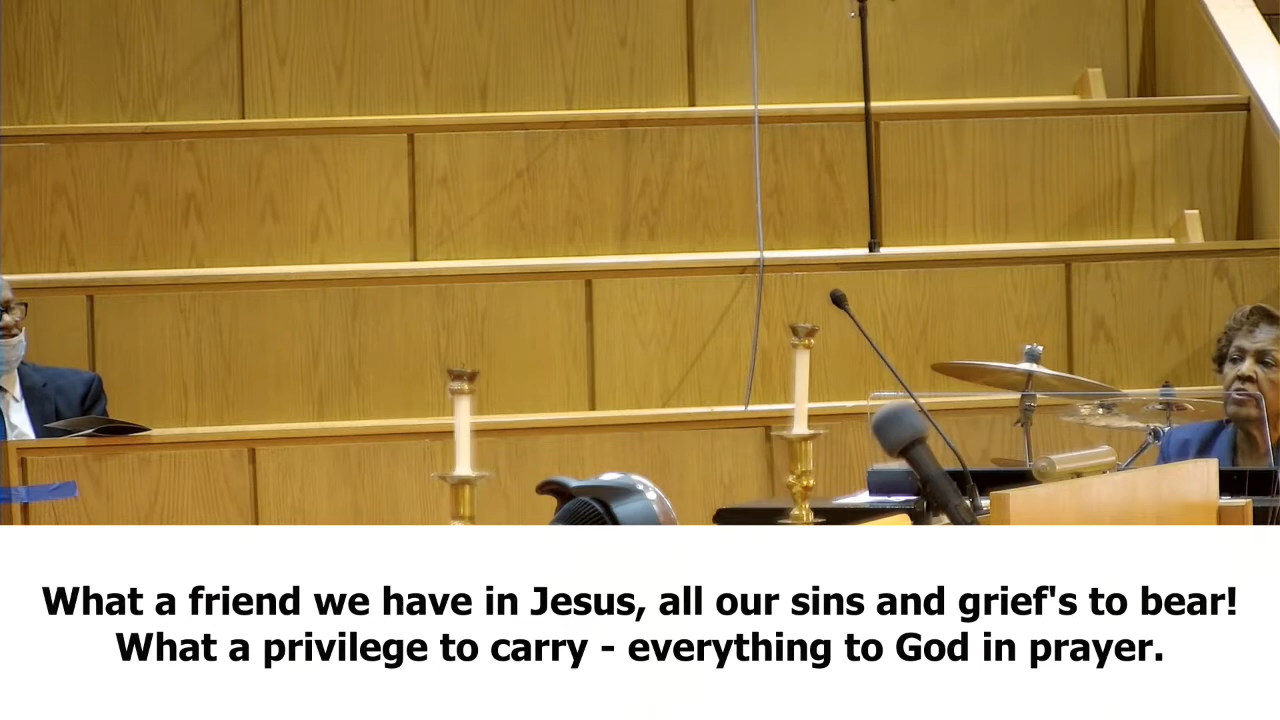 What a friend we have in Jesus, all our sins and grief's to bear!
What a privilege to carry - everything to God in prayer.